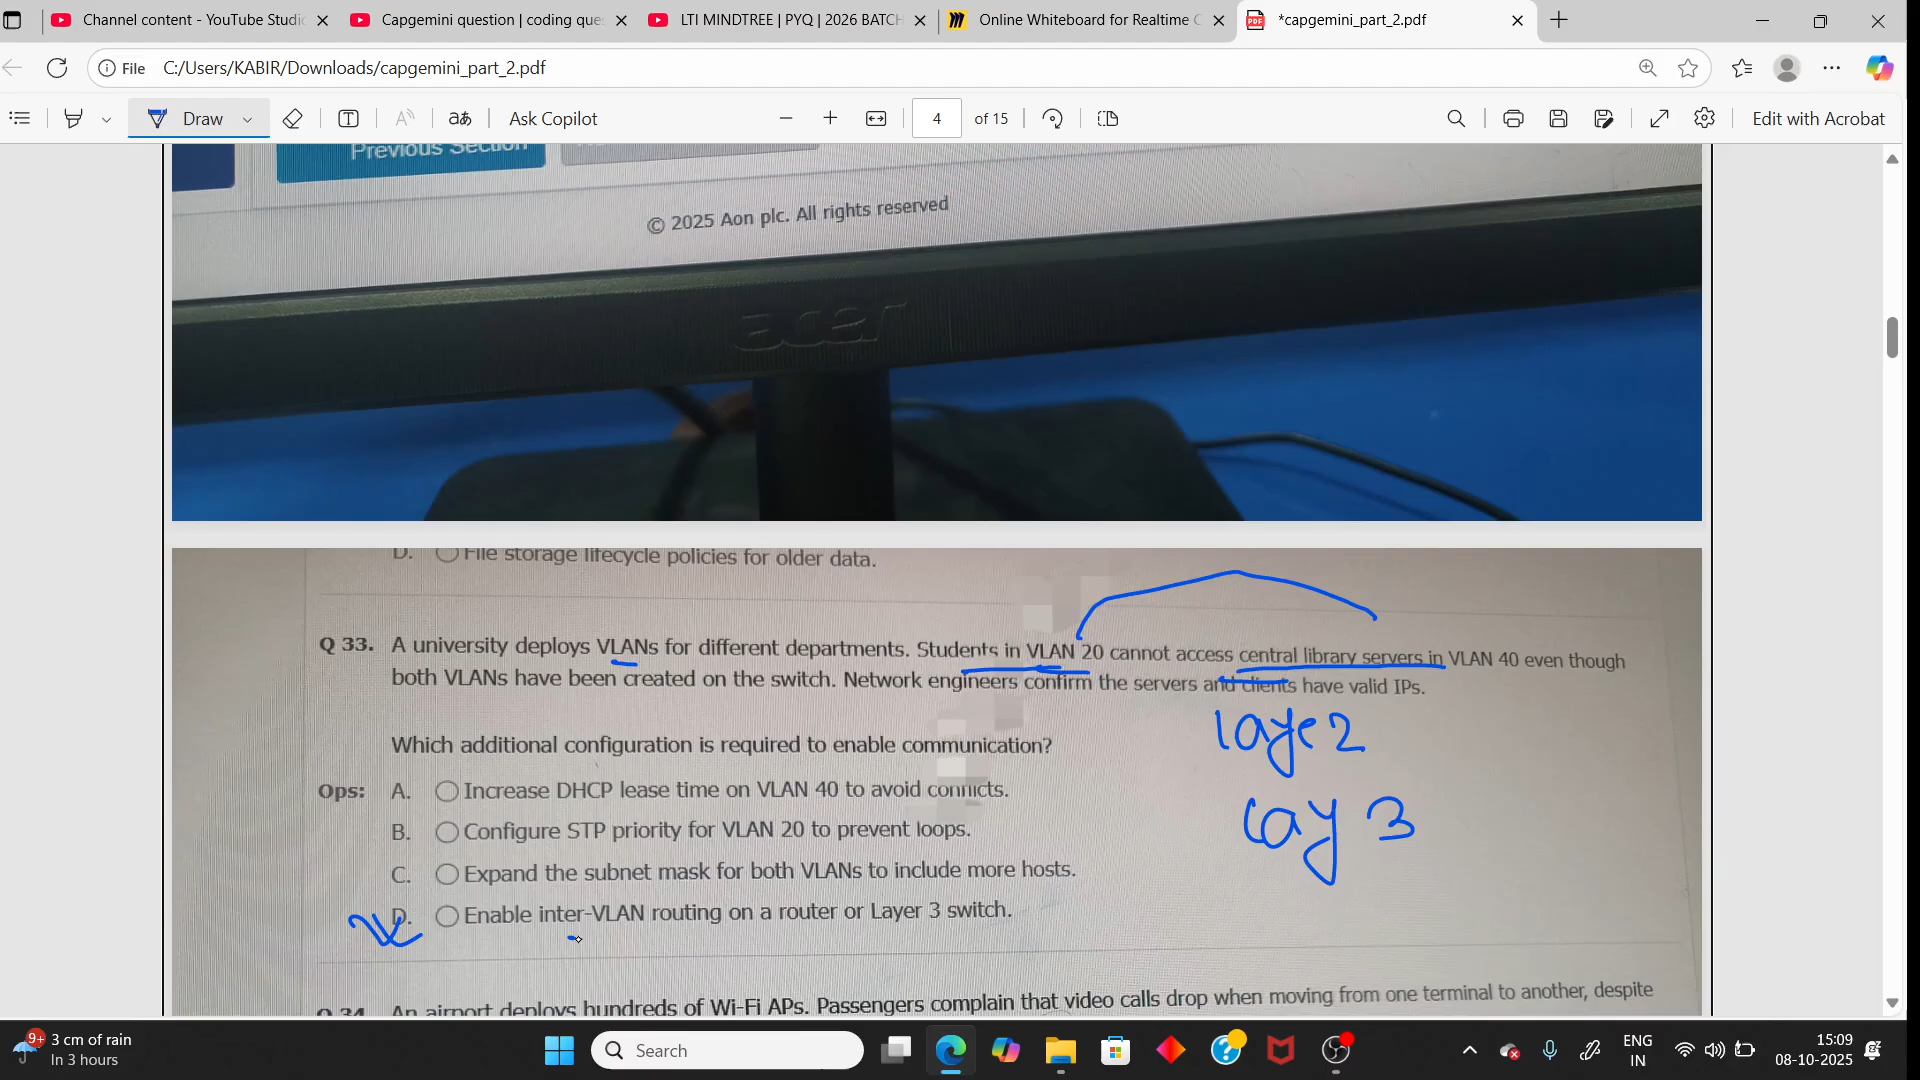 Channel content - YouTube Studi
Capgemini question | coding que
LTI MINDTREE | PYQ | 2026 BATCH
Online Whiteboard for Realtime C
*capgemini_part_2.pdf
File C:/Users/KABIR/Downloads/capgemini_part_2.pdf
Draw
Ask Copilot
4 of 15
Edit with Acrobat
Previous Section
© 2025 Aon plc. All rights reserved
acer
D. File storage lifecycle policies for older data.
Q 33. A university deploys VLANs for different departments. Students in VLAN 20 cannot access central library servers in VLAN 40 even though
both VLANs have been created on the switch. Network engineers confirm the servers and clients have valid IPs.
laye 2
Which additional configuration is required to enable communication?
Ops: A. Increase DHCP lease time on VLAN 40 to avoid conflicts.
Lay 3
B. Configure STP priority for VLAN 20 to prevent loops.
C. Expand the subnet mask for both VLANs to include more hosts.
D. Enable inter-VLAN routing on a router or Layer 3 switch.
Q 34. An airport deploys hundreds of Wi-Fi APs. Passengers complain that video calls drop when moving from one terminal to another, despite
9+
3 cm of rain
In 3 hours
Search
ENG
IN
15:09
08-10-2025